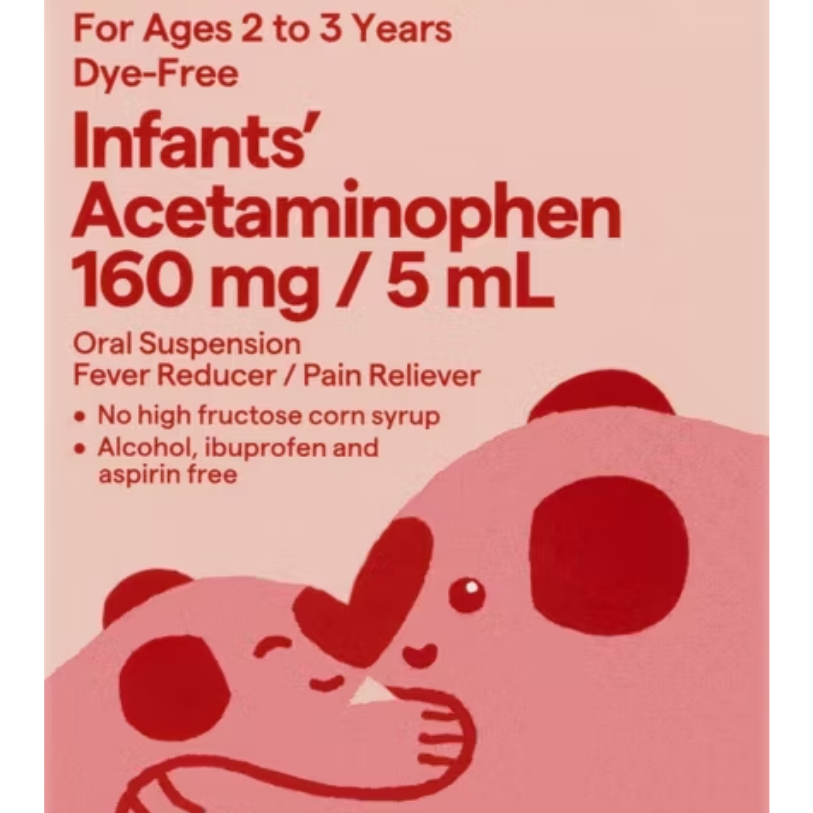 For Ages 2 to 3 Years
Dye-Free
Infants’
Acetaminophen
160 mg / 5 mL
Oral Suspension
Fever Reducer / Pain Reliever
• No high fructose corn syrup
• Alcohol, ibuprofen and
aspirin free